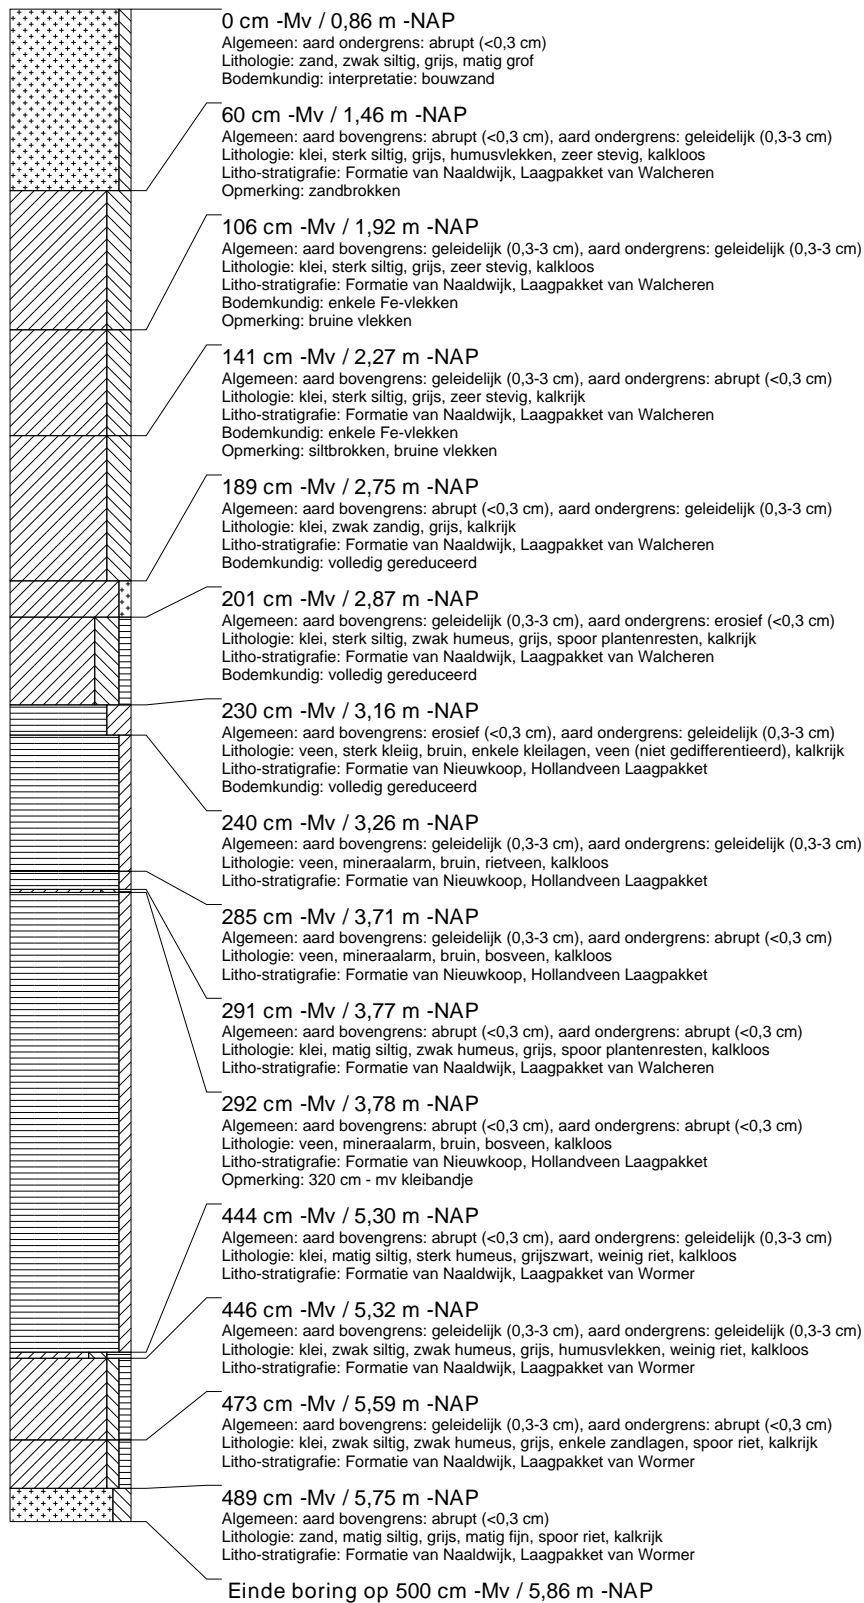 0 cm -Mv / 0,86 m -NAP
Algemeen: aard ondergrens: abrupt (<0,3 cm)
Lithologie: zand, zwak siltig, grijs, matig grof
Bodemkundig: interpretatie: bouwzand
60 cm -Mv / 1,46 m -NAP
Algemeen: aard bovengrens: abrupt (<0,3 cm), aard ondergrens: geleidelijk (0,3-3 cm)
Lithologie: klei, sterk siltig, grijs, humusvlekken, zeer stevig, kalkloos
Litho-stratigrafie: Formatie van Naaldwijk, Laagpakket van Walcheren
Opmerking: zandbrokken
106 cm -Mv / 1,92 m -NAP
Algemeen: aard bovengrens: geleidelijk (0,3-3 cm), aard ondergrens: geleidelijk (0,3-3 cm)
Lithologie: klei, sterk siltig, grijs, zeer stevig, kalkloos
Litho-stratigrafie: Formatie van Naaldwijk, Laagpakket van Walcheren
Bodemkundig: enkele Fe-vlekken
Opmerking: bruine vlekken
141 cm -Mv / 2,27 m -NAP
Algemeen: aard bovengrens: geleidelijk (0,3-3 cm), aard ondergrens: abrupt (<0,3 cm)
Lithologie: klei, sterk siltig, grijs, zeer stevig, kalkrijk
Litho-stratigrafie: Formatie van Naaldwijk, Laagpakket van Walcheren
Bodemkundig: enkele Fe-vlekken
Opmerking: siltbrokken, bruine vlekken
189 cm -Mv / 2,75 m -NAP
Algemeen: aard bovengrens: abrupt (<0,3 cm), aard ondergrens: geleidelijk (0,3-3 cm)
Lithologie: klei, zwak zandig, grijs, kalkrijk
Litho-stratigrafie: Formatie van Naaldwijk, Laagpakket van Walcheren
Bodemkundig: volledig gereduceerd
201 cm -Mv / 2,87 m -NAP
Algemeen: aard bovengrens: geleidelijk (0,3-3 cm), aard ondergrens: erosief (<0,3 cm)
Lithologie: klei, sterk siltig, zwak humeus, grijs, spoor plantenresten, kalkrijk
Litho-stratigrafie: Formatie van Naaldwijk, Laagpakket van Walcheren
Bodemkundig: volledig gereduceerd
230 cm -Mv / 3,16 m -NAP
Algemeen: aard bovengrens: erosief (<0,3 cm), aard ondergrens: geleidelijk (0,3-3 cm)
Lithologie: veen, sterk kleiig, bruin, enkele kleilagen, veen (niet gedifferentieerd), kalkrijk
Litho-stratigrafie: Formatie van Nieuwkoop, Hollandveen Laagpakket
Bodemkundig: volledig gereduceerd
240 cm -Mv / 3,26 m -NAP
Algemeen: aard bovengrens: geleidelijk (0,3-3 cm), aard ondergrens: geleidelijk (0,3-3 cm)
Lithologie: veen, mineraalarm, bruin, rietveen, kalkloos
Litho-stratigrafie: Formatie van Nieuwkoop, Hollandveen Laagpakket
285 cm -Mv / 3,71 m -NAP
Algemeen: aard bovengrens: geleidelijk (0,3-3 cm), aard ondergrens: abrupt (<0,3 cm)
Lithologie: veen, mineraalarm, bruin, bosveen, kalkloos
Litho-stratigrafie: Formatie van Nieuwkoop, Hollandveen Laagpakket
291 cm -Mv / 3,77 m -NAP
Algemeen: aard bovengrens: abrupt (<0,3 cm), aard ondergrens: abrupt (<0,3 cm)
Lithologie: klei, matig siltig, zwak humeus, grijs, spoor plantenresten, kalkloos
Litho-stratigrafie: Formatie van Naaldwijk, Laagpakket van Walcheren
292 cm -Mv / 3,78 m -NAP
Algemeen: aard bovengrens: abrupt (<0,3 cm), aard ondergrens: abrupt (<0,3 cm)
Lithologie: veen, mineraalarm, bruin, bosveen, kalkloos
Litho-stratigrafie: Formatie van Nieuwkoop, Hollandveen Laagpakket
Opmerking: 320 cm - mv kleibandje
444 cm -Mv / 5,30 m -NAP
Algemeen: aard bovengrens: abrupt (<0,3 cm), aard ondergrens: geleidelijk (0,3-3 cm)
Lithologie: klei, matig siltig, sterk humeus, grijszwart, weinig riet, kalkloos
Litho-stratigrafie: Formatie van Naaldwijk, Laagpakket van Wormer
446 cm -Mv / 5,32 m -NAP
Algemeen: aard bovengrens: geleidelijk (0,3-3 cm), aard ondergrens: geleidelijk (0,3-3 cm)
Lithologie: klei, zwak siltig, zwak humeus, grijs, humusvlekken, weinig riet, kalkloos
Litho-stratigrafie: Formatie van Naaldwijk, Laagpakket van Wormer
473 cm -Mv / 5,59 m -NAP
Algemeen: aard bovengrens: geleidelijk (0,3-3 cm), aard ondergrens: abrupt (<0,3 cm)
Lithologie: klei, zwak siltig, zwak humeus, grijs, enkele zandlagen, spoor riet, kalkrijk
Litho-stratigrafie: Formatie van Naaldwijk, Laagpakket van Wormer
489 cm -Mv / 5,75 m -NAP
Algemeen: aard bovengrens: abrupt (<0,3 cm)
Lithologie: zand, matig siltig, grijs, matig fijn, spoor riet, kalkrijk
Litho-stratigrafie: Formatie van Naaldwijk, Laagpakket van Wormer
Einde boring op 500 cm -Mv / 5,86 m -NAP